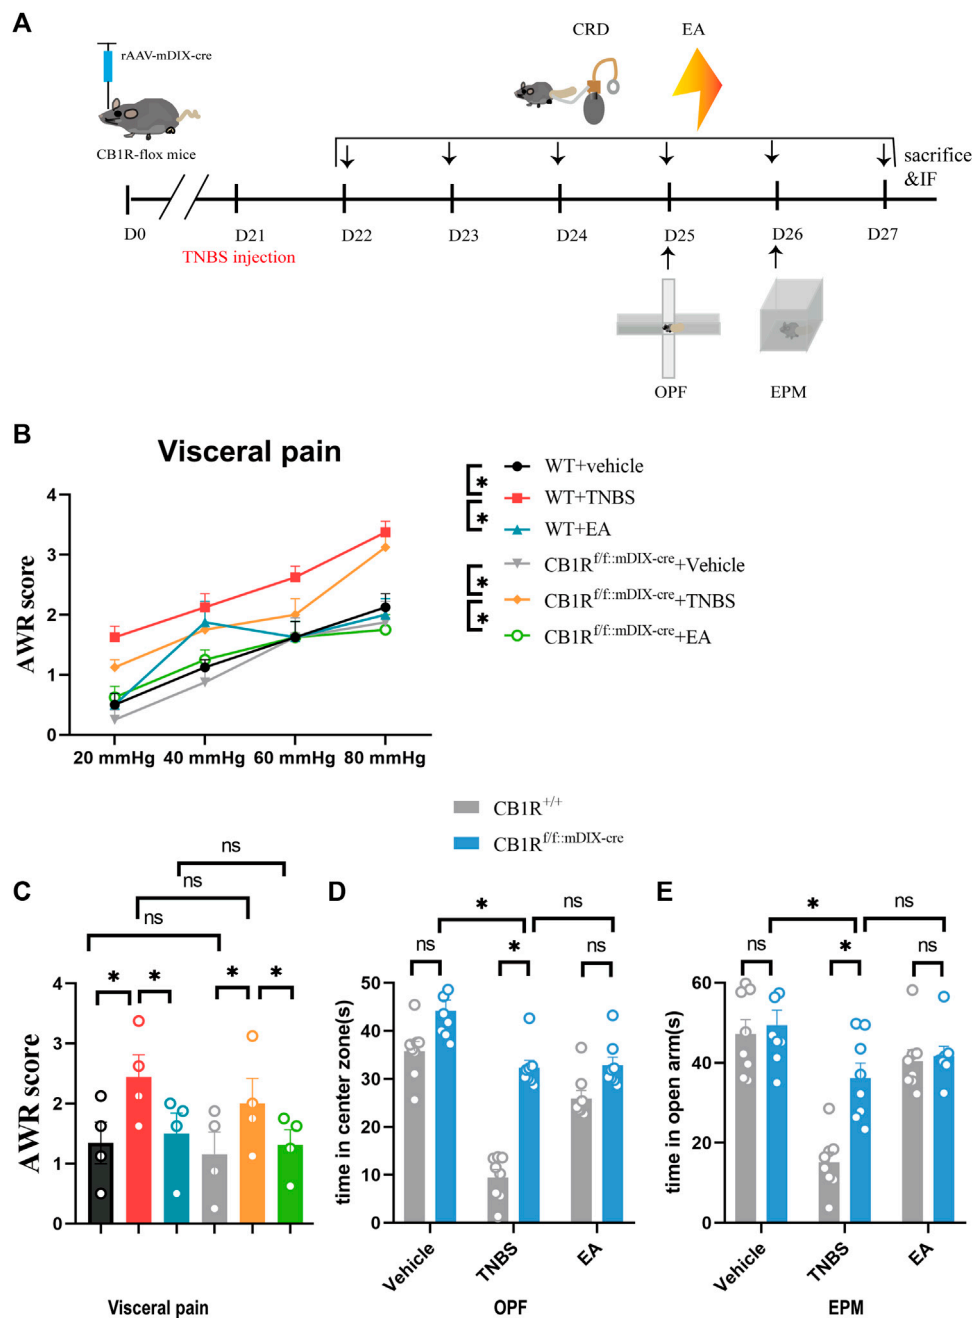 A
CRD
EA
rAAV-mDIX-cre
CB1R-flox mice
sacrifice
&IF
D0
D21
D22
D23
D24
D25
D26
D27
TNBS injection
OPF
EPM
B
Visceral pain
AWR score
4
3
2
1
0
20 mmHg
40 mmHg
60 mmHg
80 mmHg
WT+vehicle
WT+TNBS
WT+EA
CB1R^f/f::mDIX-cre+Vehicle
CB1R^f/f::mDIX-cre+TNBS
CB1R^f/f::mDIX-cre+EA
*
*
*
*
CB1R^+/+
CB1R^f/f::mDIX-cre
C
ns
ns
ns
*
*
*
*
AWR score
4
3
2
1
0
Visceral pain
D
*
ns
ns
*
ns
time in center zone(s)
50
40
30
20
10
0
Vehicle
TNBS
EA
OPF
E
*
ns
ns
*
ns
time in open arm(s)
60
40
20
0
Vehicle
TNBS
EA
EPM